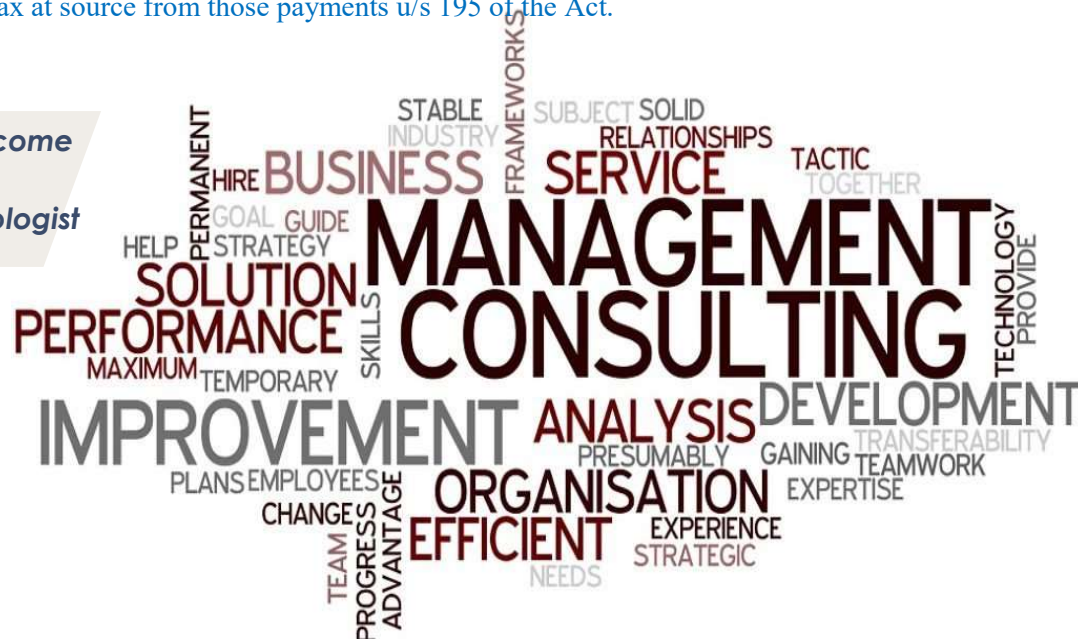 ax at source from those payments u/s 195 of the Act.
come
ologist
FRAMEWORKS
STABLE
SUBJECT
SOLID
INDUSTRY
RELATIONSHIPS
PERMANENT
HIRE
BUSINESS
SERVICE
TACTIC
TOGETHER
GOAL
GUIDE
MANAGEMENT
HELP
STRATEGY
TECHNOLOGY
PROVIDE
SOLUTION
SKILLS
CONSULTING
PERFORMANCE
MAXIMUM
TEMPORARY
IMPROVEMENT
ANALYSIS
DEVELOPMENT
TRANSFERABILITY
PRESUMABLY
GAINING
TEAMWORK
PLANS
EMPLOYEES
ORGANISATION
EXPERTISE
CHANGE
PROGRESS
ADVANTAGE
EFFICIENT
EXPERIENCE
TEAM
STRATEGIC
NEEDS